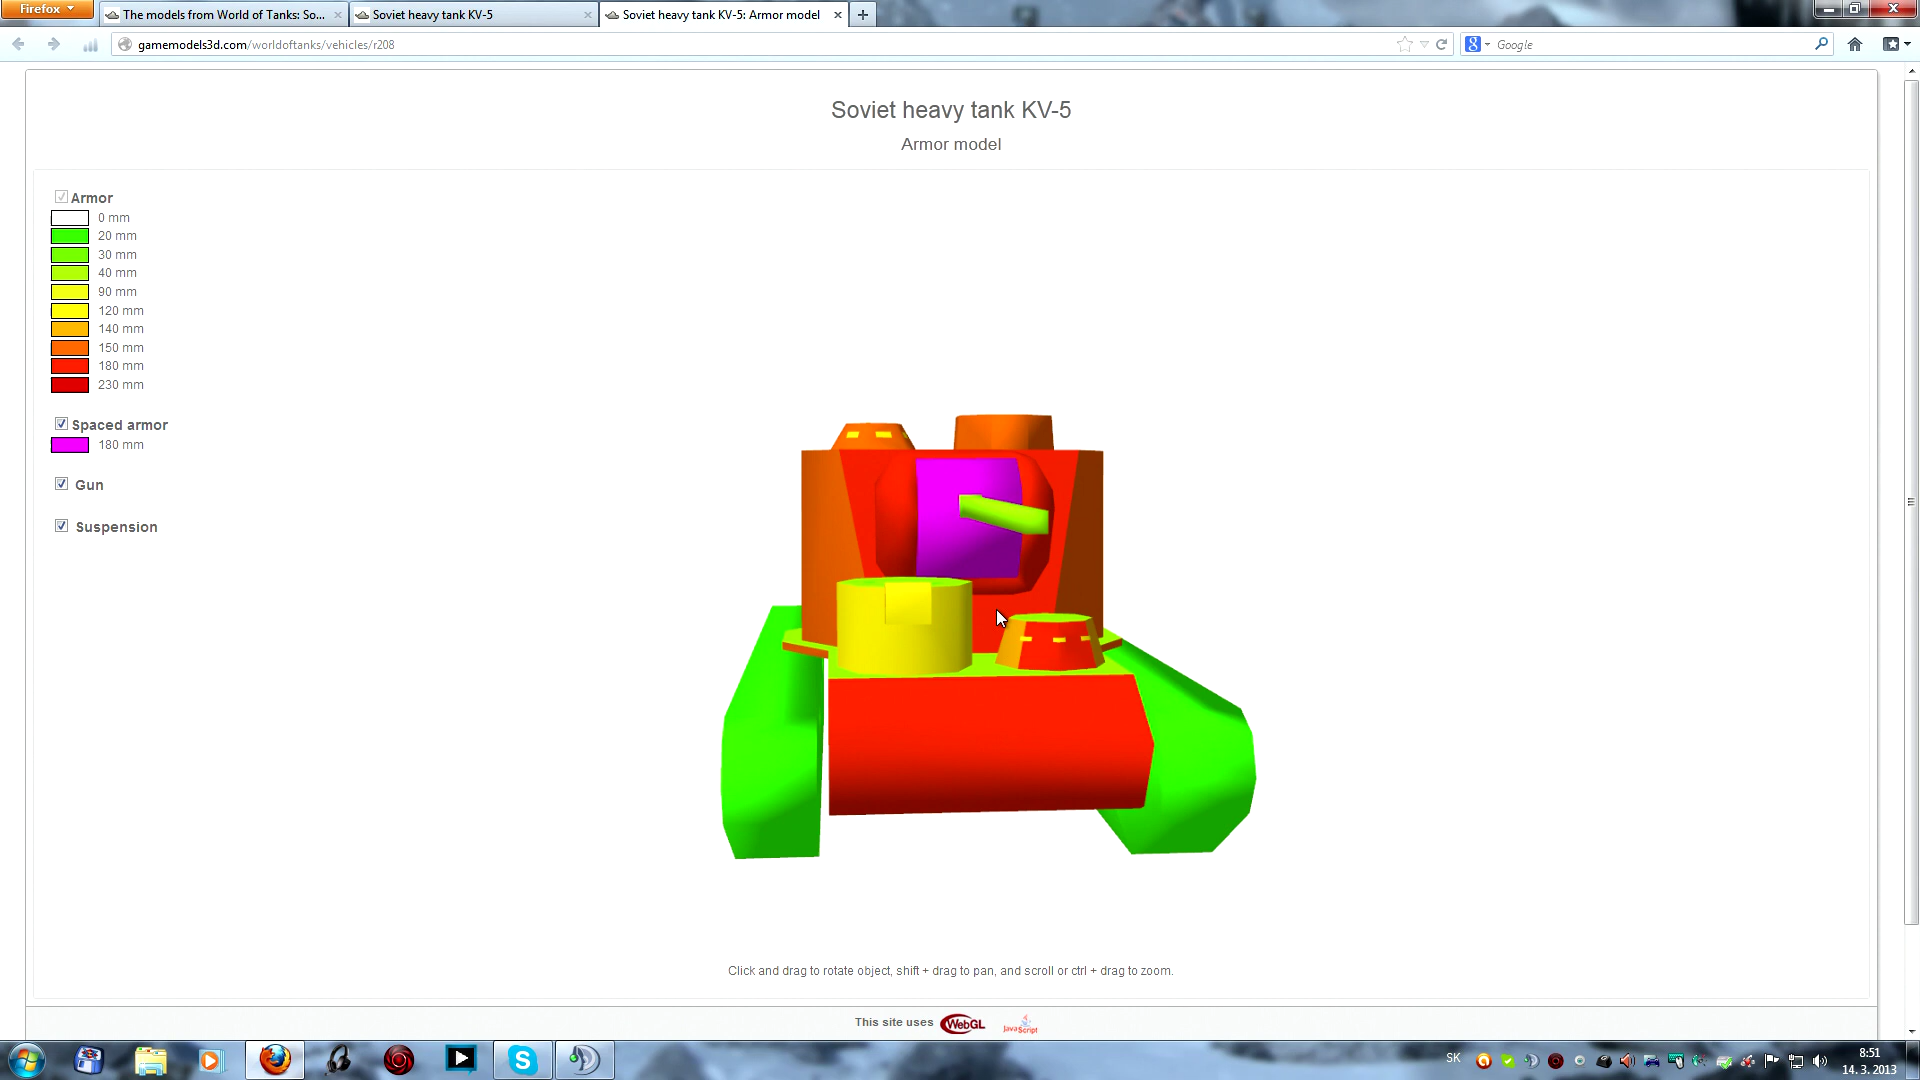 Firefox
The models from World of Tanks: So...
Soviet heavy tank KV-5
Soviet heavy tank KV-5: Armor model
gamemodels3d.com/worldoftanks/vehicles/r208
Google
Soviet heavy tank KV-5
Armor model
Armor
0 mm
20 mm
30 mm
40 mm
90 mm
120 mm
140 mm
150 mm
180 mm
230 mm
Spaced armor
180 mm
Gun
Suspension
Click and drag to rotate object, shift + drag to pan, and scroll or ctrl + drag to zoom.
This site uses WebGL JavaScript
SK
8:51
14. 3. 2013